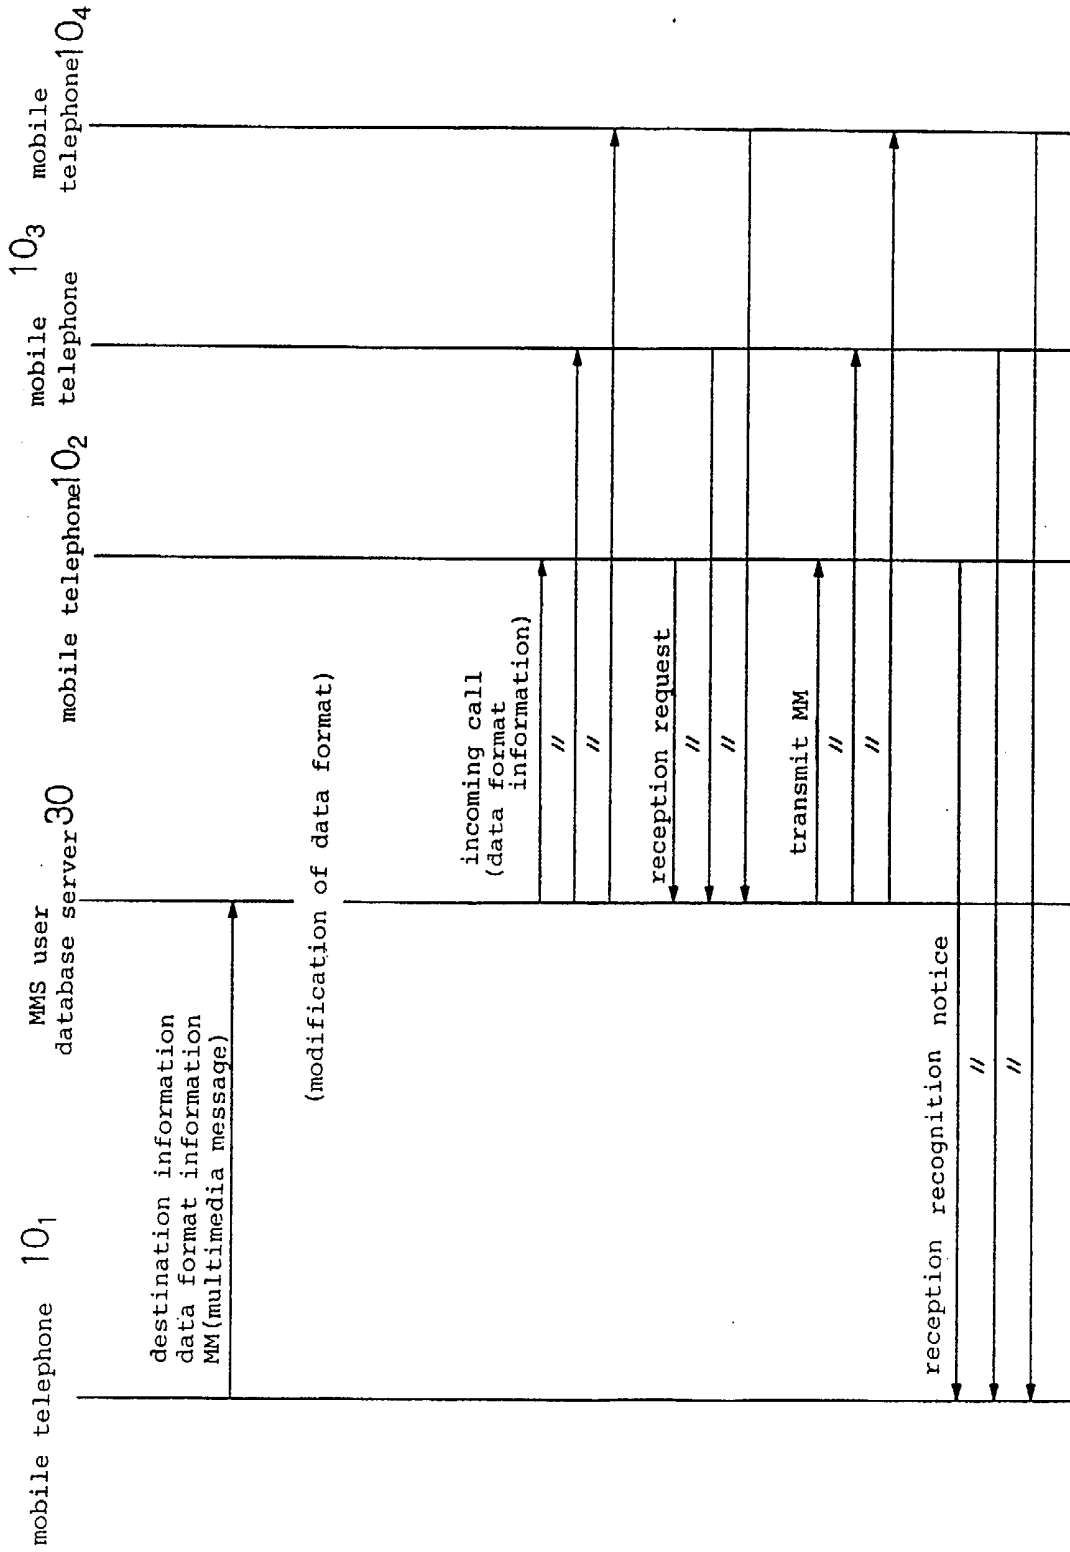 mobile telephone 10₁
MMS user
database server 30
mobile telephone 10₂
mobile 10₃
telephone
mobile
telephone 10₄
destination information
data format information
MM(multimedia message)
(modification of data format)
incoming call
(data format
information)
〃
〃
reception request
〃
〃
transmit MM
〃
〃
reception recognition notice
〃
〃